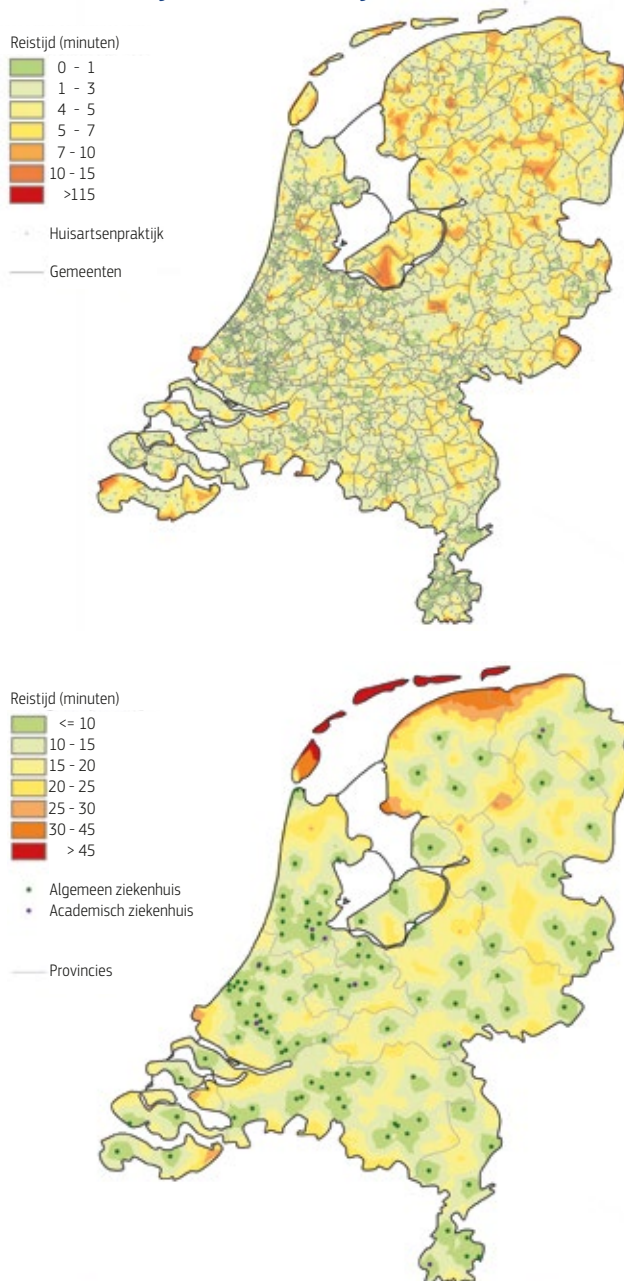 Reistijd (minuten)
0 - 1
1 - 3
4 - 5
5 - 7
7 - 10
10 - 15
>115
Huisartsenpraktijk
Gemeenten
Reistijd (minuten)
<= 10
10 - 15
15 - 20
20 - 25
25 - 30
30 - 45
> 45
Algemeen ziekenhuis
Academisch ziekenhuis
Provincies